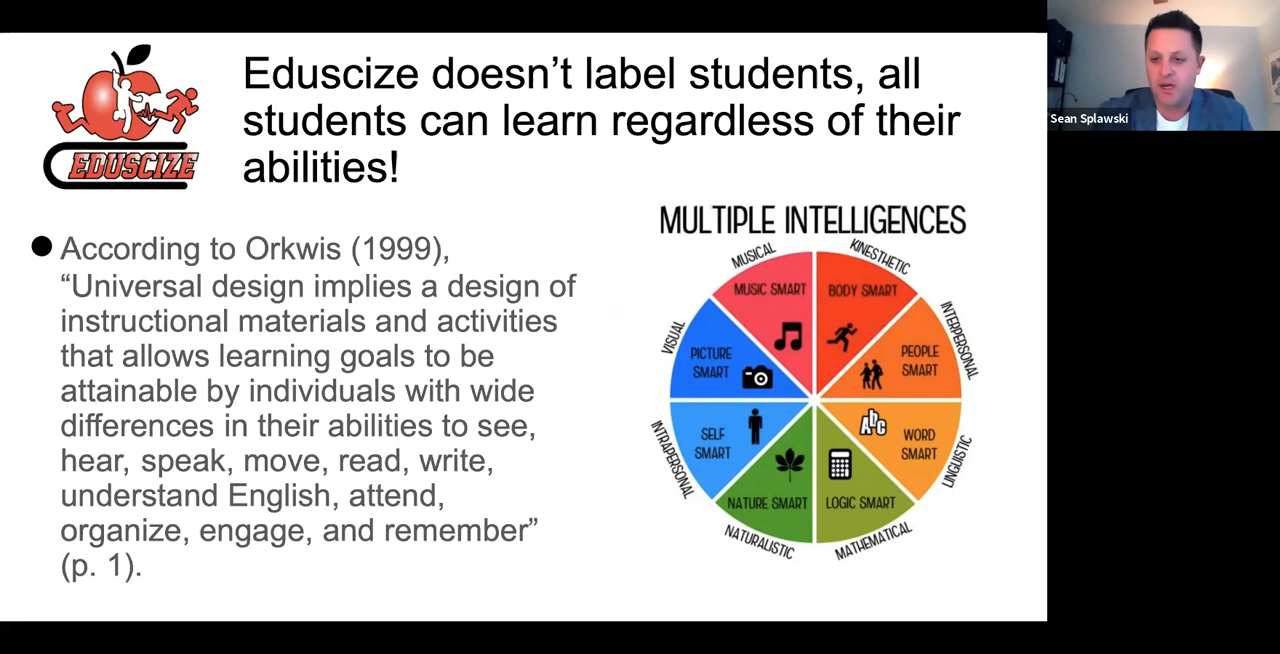 Eduscize doesn’t label students, all
students can learn regardless of their
abilities!
EDUSCIZE
Sean Splawski
According to Orkwis (1999),
“Universal design implies a design of
instructional materials and activities
that allows learning goals to be
attainable by individuals with wide
differences in their abilities to see,
hear, speak, move, read, write,
understand English, attend,
organize, engage, and remember”
(p. 1).
MULTIPLE INTELLIGENCES
MUSICAL
MUSIC SMART
KINESTHETIC
BODY SMART
INTERPERSONAL
PEOPLE
SMART
LINGUISTIC
Abc
WORD
SMART
MATHEMATICAL
LOGIC SMART
NATURALISTIC
NATURE SMART
INTRAPERSONAL
SELF
SMART
VISUAL
PICTURE
SMART